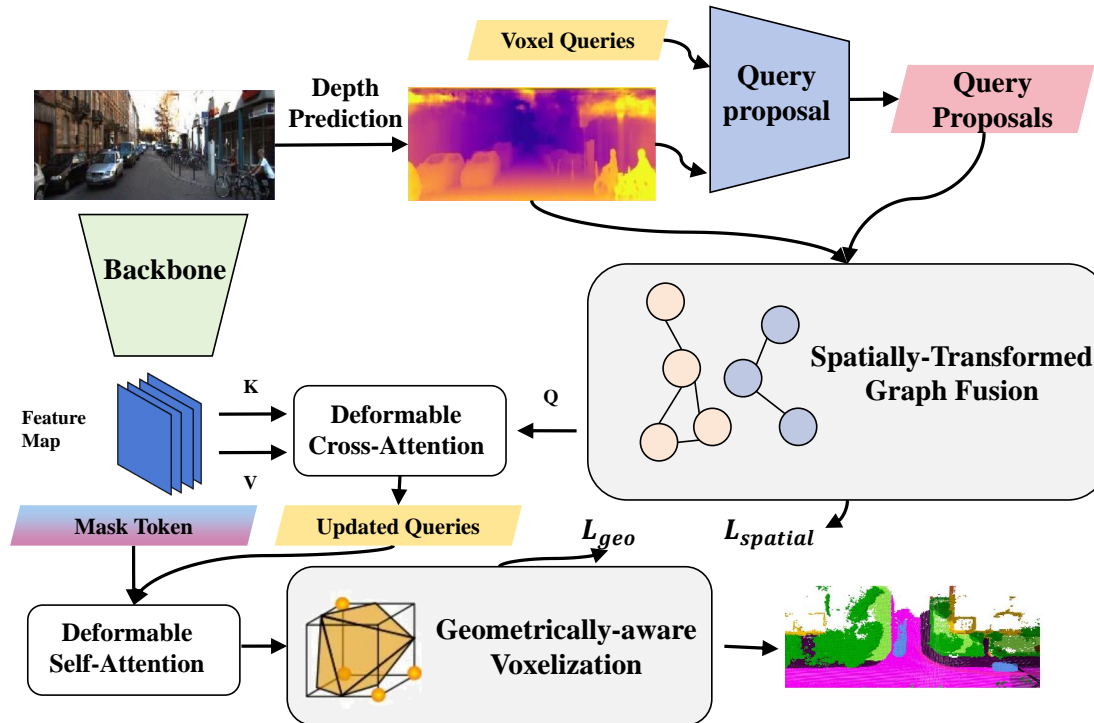 Voxel Queries
Depth
Prediction
Query
proposal
Query
Proposals
Backbone
Spatially-Transformed
Graph Fusion
Feature
Map
K
V
Deformable
Cross-Attention
Q
Mask Token
Updated Queries
L_geo
L_spatial
Deformable
Self-Attention
Geometrically-aware
Voxelization